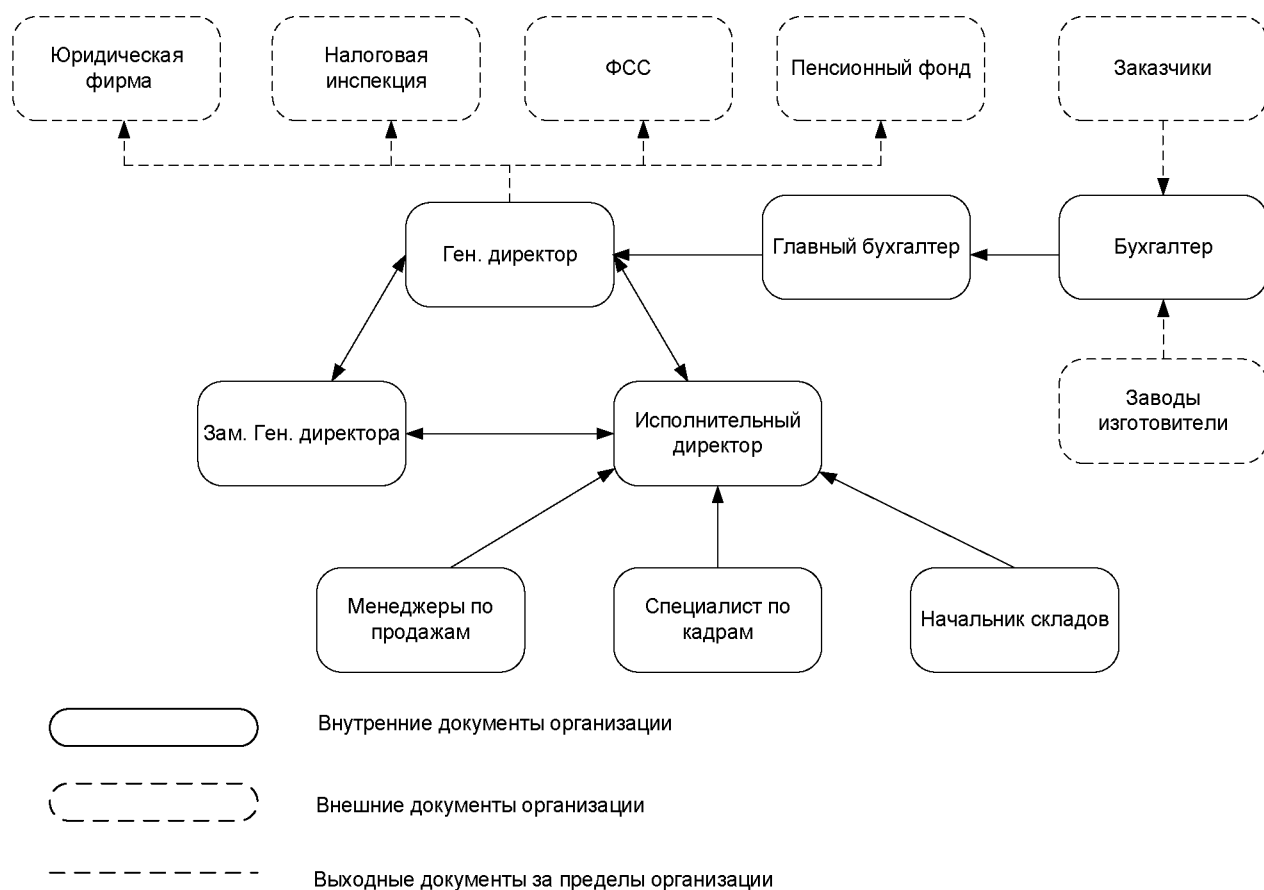 Юридическая
фирма
Налоговая
инспекция
ФСС
Пенсионный фонд
Заказчики
Ген. директор
Главный бухгалтер
Бухгалтер
Зам. Ген. директора
Исполнительный
директор
Заводы
изготовители
Менеджеры по
продажам
Специалист по
кадрам
Начальник складов
Внутренние документы организации
Внешние документы организации
Выходные документы за пределы организации